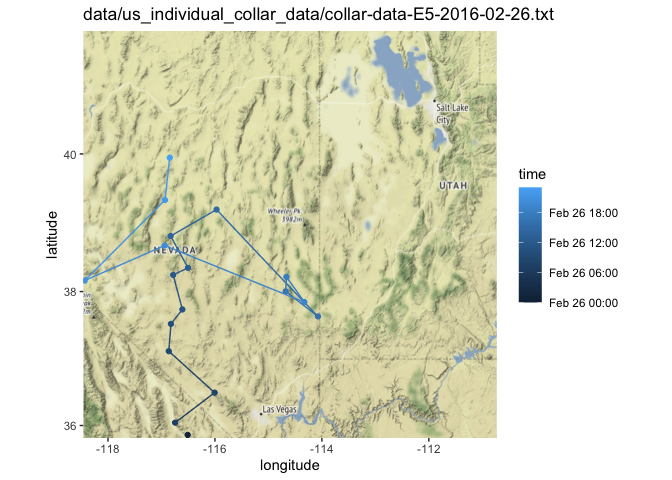 data/us_individual_collar_data/collar-data-E5-2016-02-26.txt
latitude
40
38
36
Salt Lake
City
UTAH
Wheeler Pk
3982m
NEVADA
Las Vegas
-118
-116
-114
-112
longitude
time
Feb 26 18:00
Feb 26 12:00
Feb 26 06:00
Feb 26 00:00